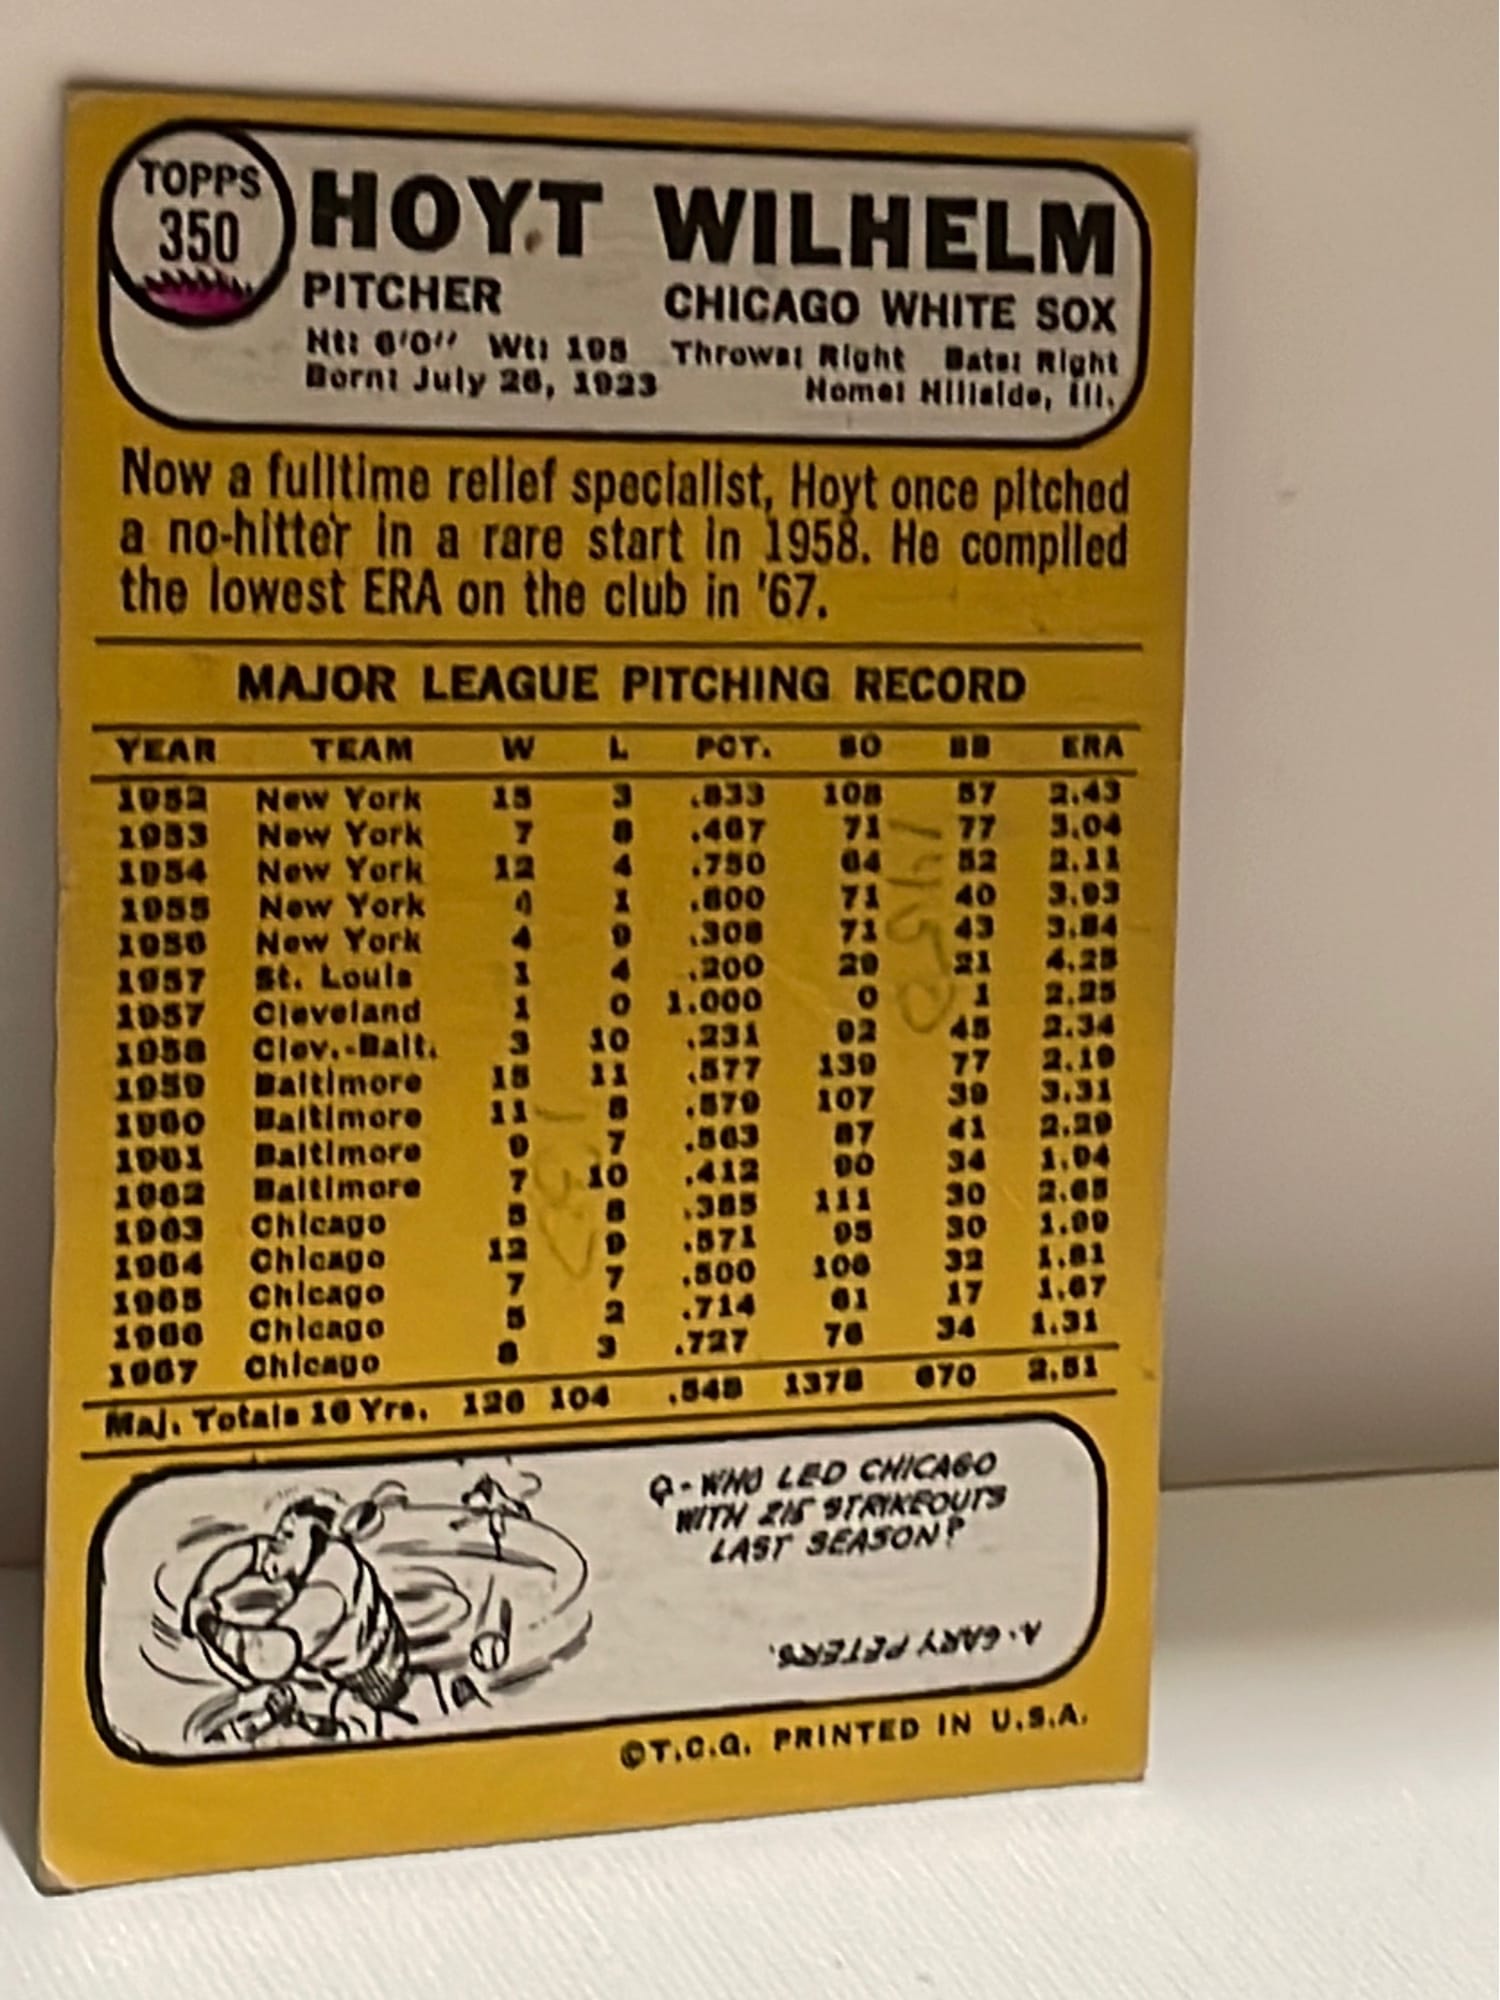 TOPPS
350
HOYT WILHELM
PITCHER CHICAGO WHITE SOX
Ht: 6'0'' Wt: 195 Throws: Right Bats: Right
Born: July 26, 1923 Home: Hillside, Ill.
Now a fulltime relief specialist, Hoyt once pitched
a no-hitter in a rare start in 1958. He compiled
the lowest ERA on the club in '67.
MAJOR LEAGUE PITCHING RECORD
YEAR TEAM W L PCT. SO BB ERA
1952 New York 15 3 .833 108 57 2.43
1953 New York 7 8 .467 71 77 3.04
1954 New York 12 4 .750 64 52 2.11
1955 New York 4 1 .800 71 40 3.93
1956 New York 4 9 .308 71 43 3.84
1957 St. Louis 1 4 .200 29 21 4.25
1957 Cleveland 1 0 1.000 0 1 2.25
1958 Clev.-Balt. 3 10 .231 92 45 2.34
1959 Baltimore 15 11 .577 139 77 2.19
1960 Baltimore 11 8 .579 107 39 3.31
1961 Baltimore 9 7 .563 87 41 2.29
1962 Baltimore 7 10 .412 90 34 1.94
1963 Chicago 5 8 .385 111 30 2.65
1964 Chicago 12 9 .571 95 30 1.99
1965 Chicago 7 7 .500 106 32 1.81
1966 Chicago 5 2 .714 61 17 1.67
1967 Chicago 8 3 .727 76 34 1.31
Maj. Totals 16 Yrs. 126 104 .548 1378 670 2.51
Q-WHO LED CHICAGO
WITH 215 STRIKEOUTS
LAST SEASON?
A. GARY PETERS.
©T.C.G. PRINTED IN U.S.A.
1450
137